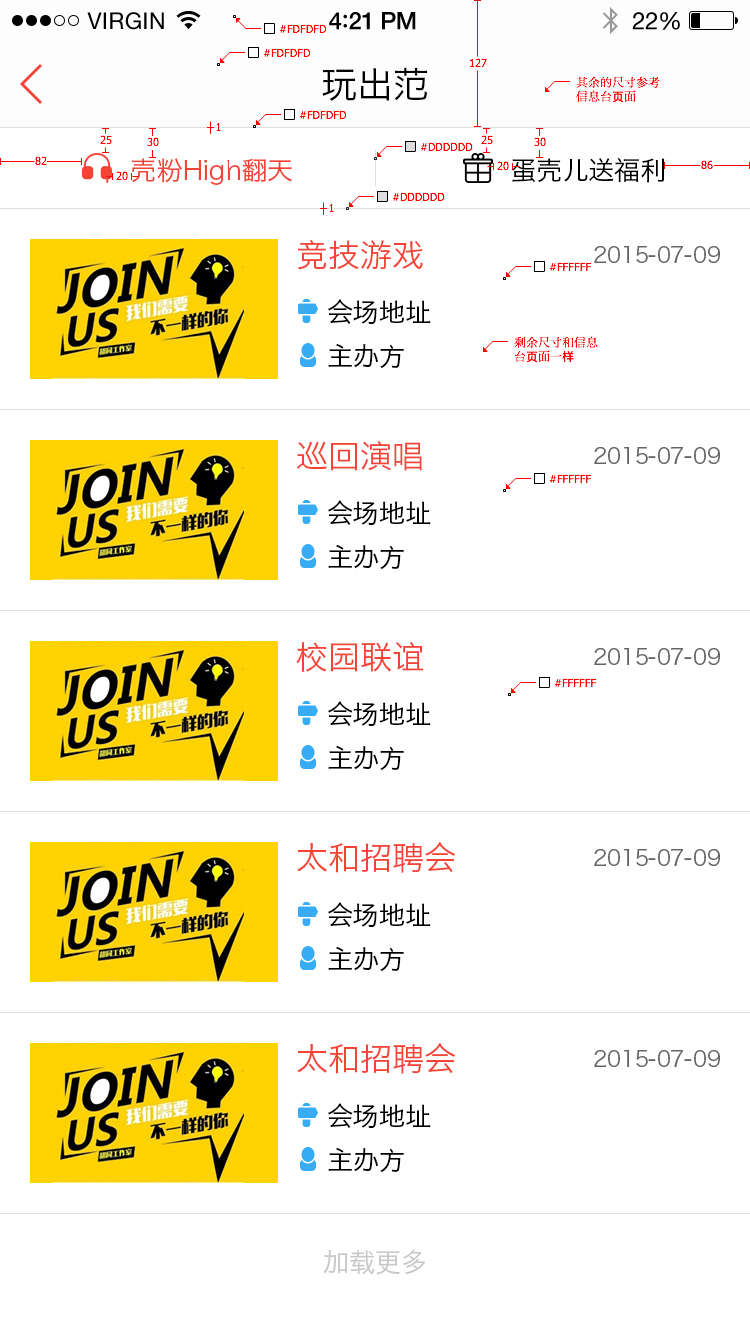 VIRGIN 4:21 PM 22%
#FDFDFD
#FDFDFD
127
玩出范
其余的尺寸参考
信息台页面
#FDFDFD
1
25
30
#DDDDDD
25
30
82
20
壳粉High翻天
20
蛋壳儿送福利
86
#DDDDDD
1
JOIN
US
我们需要
不一样的你
竞技游戏
2015-07-09
#FFFFFF
会场地址
主办方
剩余尺寸和信息
台页面一样
JOIN
US
我们需要
不一样的你
巡回演唱
2015-07-09
#FFFFFF
会场地址
主办方
JOIN
US
我们需要
不一样的你
校园联谊
2015-07-09
#FFFFFF
会场地址
主办方
JOIN
US
我们需要
不一样的你
太和招聘会
2015-07-09
会场地址
主办方
JOIN
US
我们需要
不一样的你
太和招聘会
2015-07-09
会场地址
主办方
加载更多